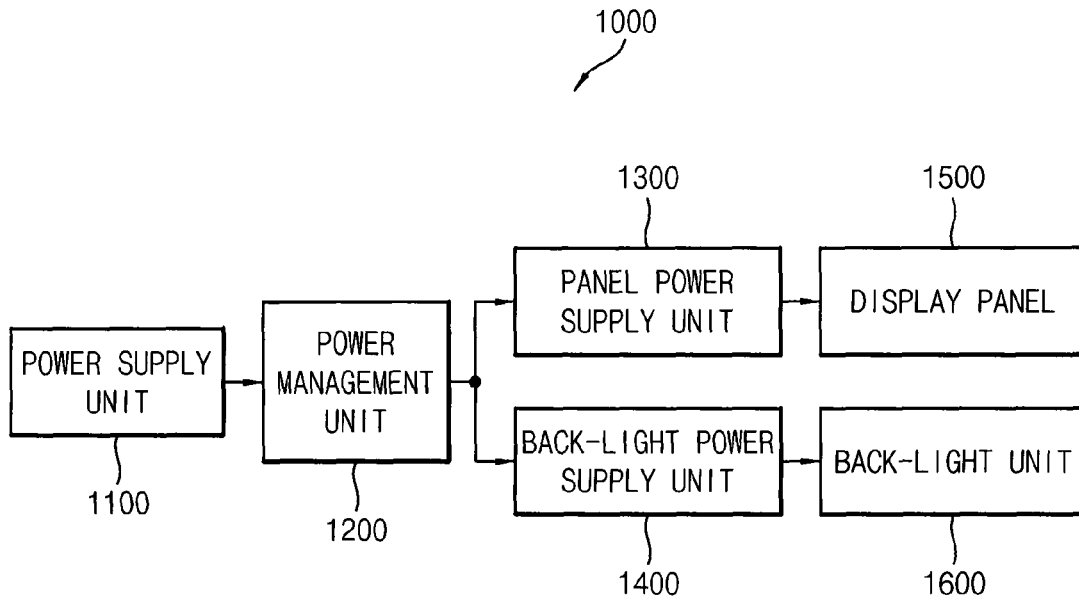 1000
1300
1500
PANEL POWER
SUPPLY UNIT
DISPLAY PANEL
POWER SUPPLY
UNIT
POWER
MANAGEMENT
UNIT
BACK-LIGHT POWER
SUPPLY UNIT
BACK-LIGHT UNIT
1100
1200
1400
1600